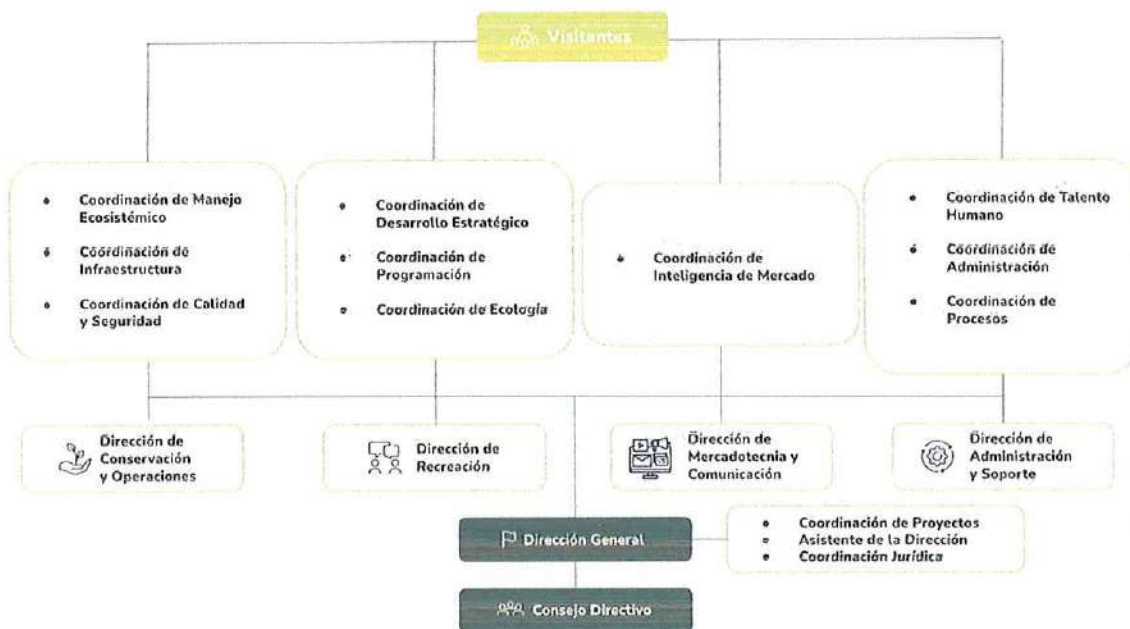 Visitantes
Coordinación de Manejo
Ecosistémico
Coordinación de
Infraestructura
Coordinación de Calidad
y Seguridad
Coordinación de
Desarrollo Estratégico
Coordinación de
Programación
Coordinación de Ecología
Coordinación de
Inteligencia de Mercado
Coordinación de Talento
Humano
Coordinación de
Administración
Coordinación de
Procesos
Dirección de
Conservación
y Operaciones
Dirección de
Recreación
Dirección de
Mercadotecnia y
Comunicación
Dirección de
Administración
y Soporte
Dirección General
Coordinación de Proyectos
Asistente de la Dirección
Coordinación Jurídica
Consejo Directivo